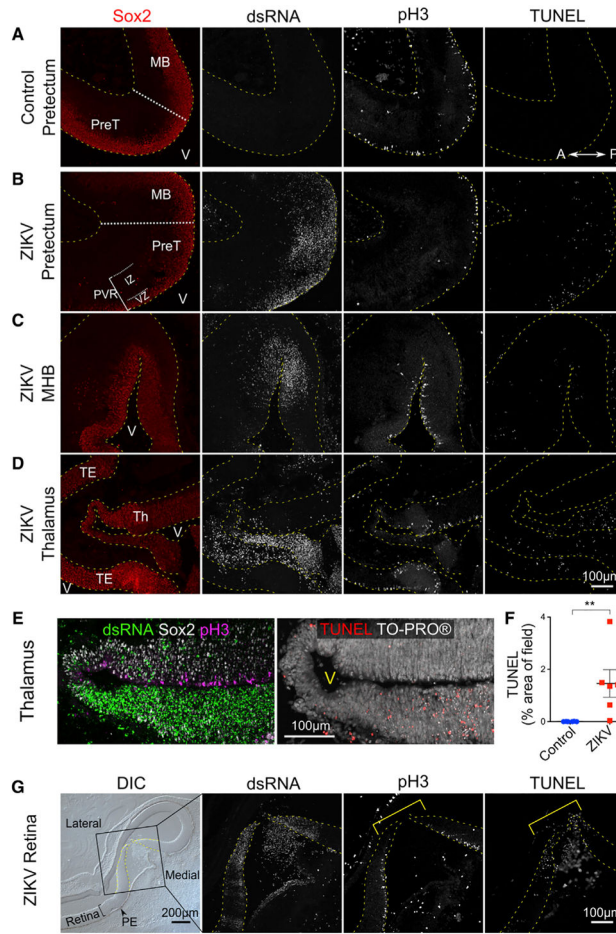 Sox2 dsRNA pH3 TUNEL
A
Control
Pretectum
MB
PreT
V
A P
B
ZIKV
Pretectum
MB
PreT
PVR
IZ
VZ
V
C
ZIKV
MHB
V
D
ZIKV
Thalamus
TE
Th
V
TE
V
100μm
E
Thalamus
dsRNA Sox2 pH3
TUNEL TO-PRO®
V
100μm
F
TUNEL
(% area of field)
4
2
0
**
Control
ZIKV
G
ZIKV Retina
DIC dsRNA pH3 TUNEL
Lateral
Medial
Retina
PE
200μm
100μm